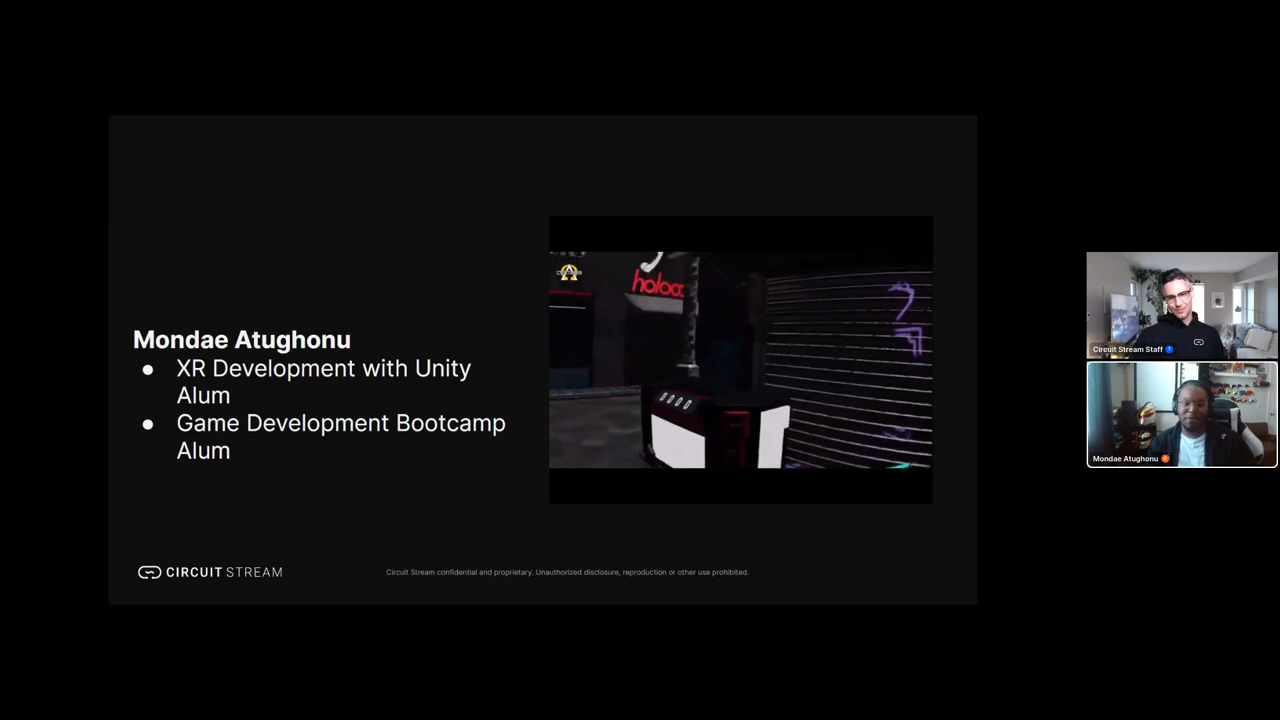 holoc
Mondae Atughonu
● XR Development with Unity
Alum
● Game Development Bootcamp
Alum
CIRCUIT STREAM
Circuit Stream confidential and proprietary. Unauthorized disclosure, reproduction or other use prohibited.
Circuit Stream Staff
Mondae Atughonu